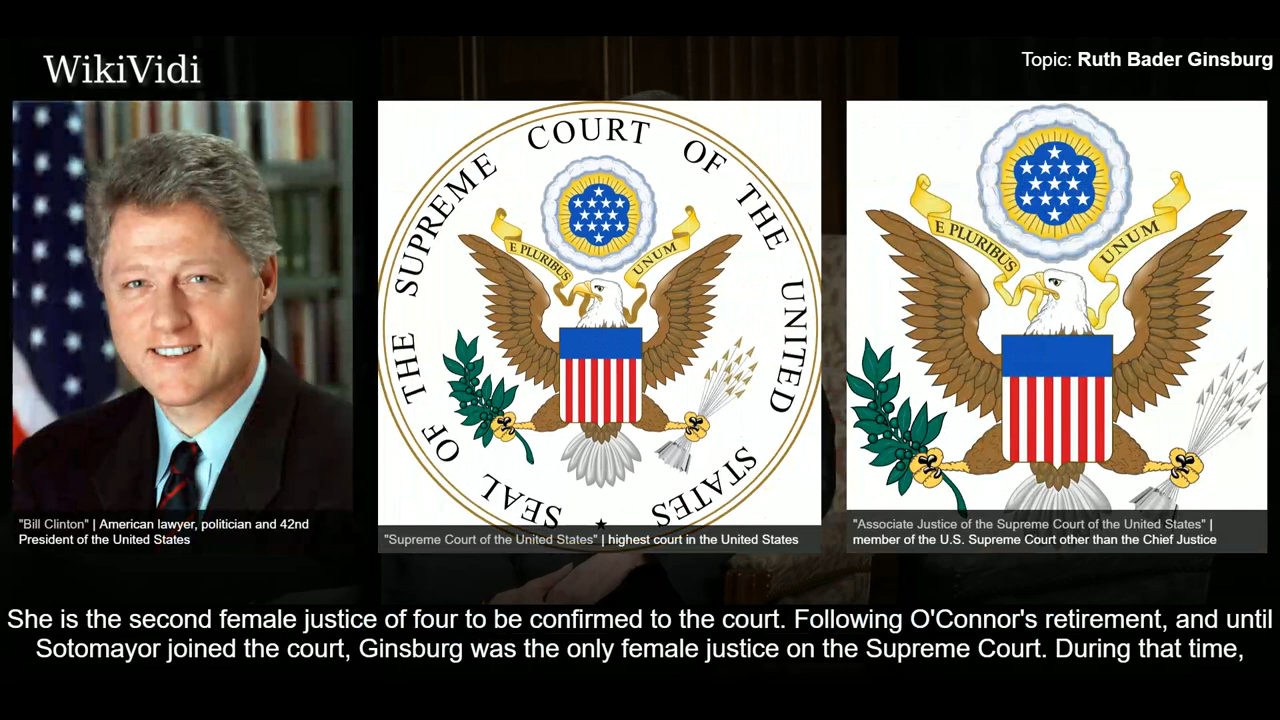 WikiVidi
Topic: Ruth Bader Ginsburg
SEAL OF THE SUPREME COURT OF THE UNITED STATES
E PLURIBUS UNUM
E PLURIBUS UNUM
"Bill Clinton" | American lawyer, politician and 42nd
President of the United States
"Supreme Court of the United States" | highest court in the United States
"Associate Justice of the Supreme Court of the United States" |
member of the U.S. Supreme Court other than the Chief Justice
She is the second female justice of four to be confirmed to the court. Following O'Connor's retirement, and until
Sotomayor joined the court, Ginsburg was the only female justice on the Supreme Court. During that time,